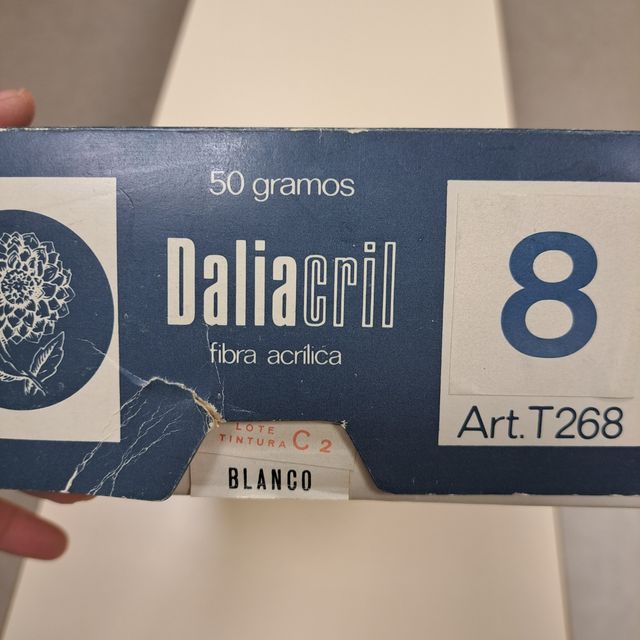 50 gramos
Daliacril
fibra acrílica
8
Art.T268
LOTE
TINTURA C 2
BLANCO